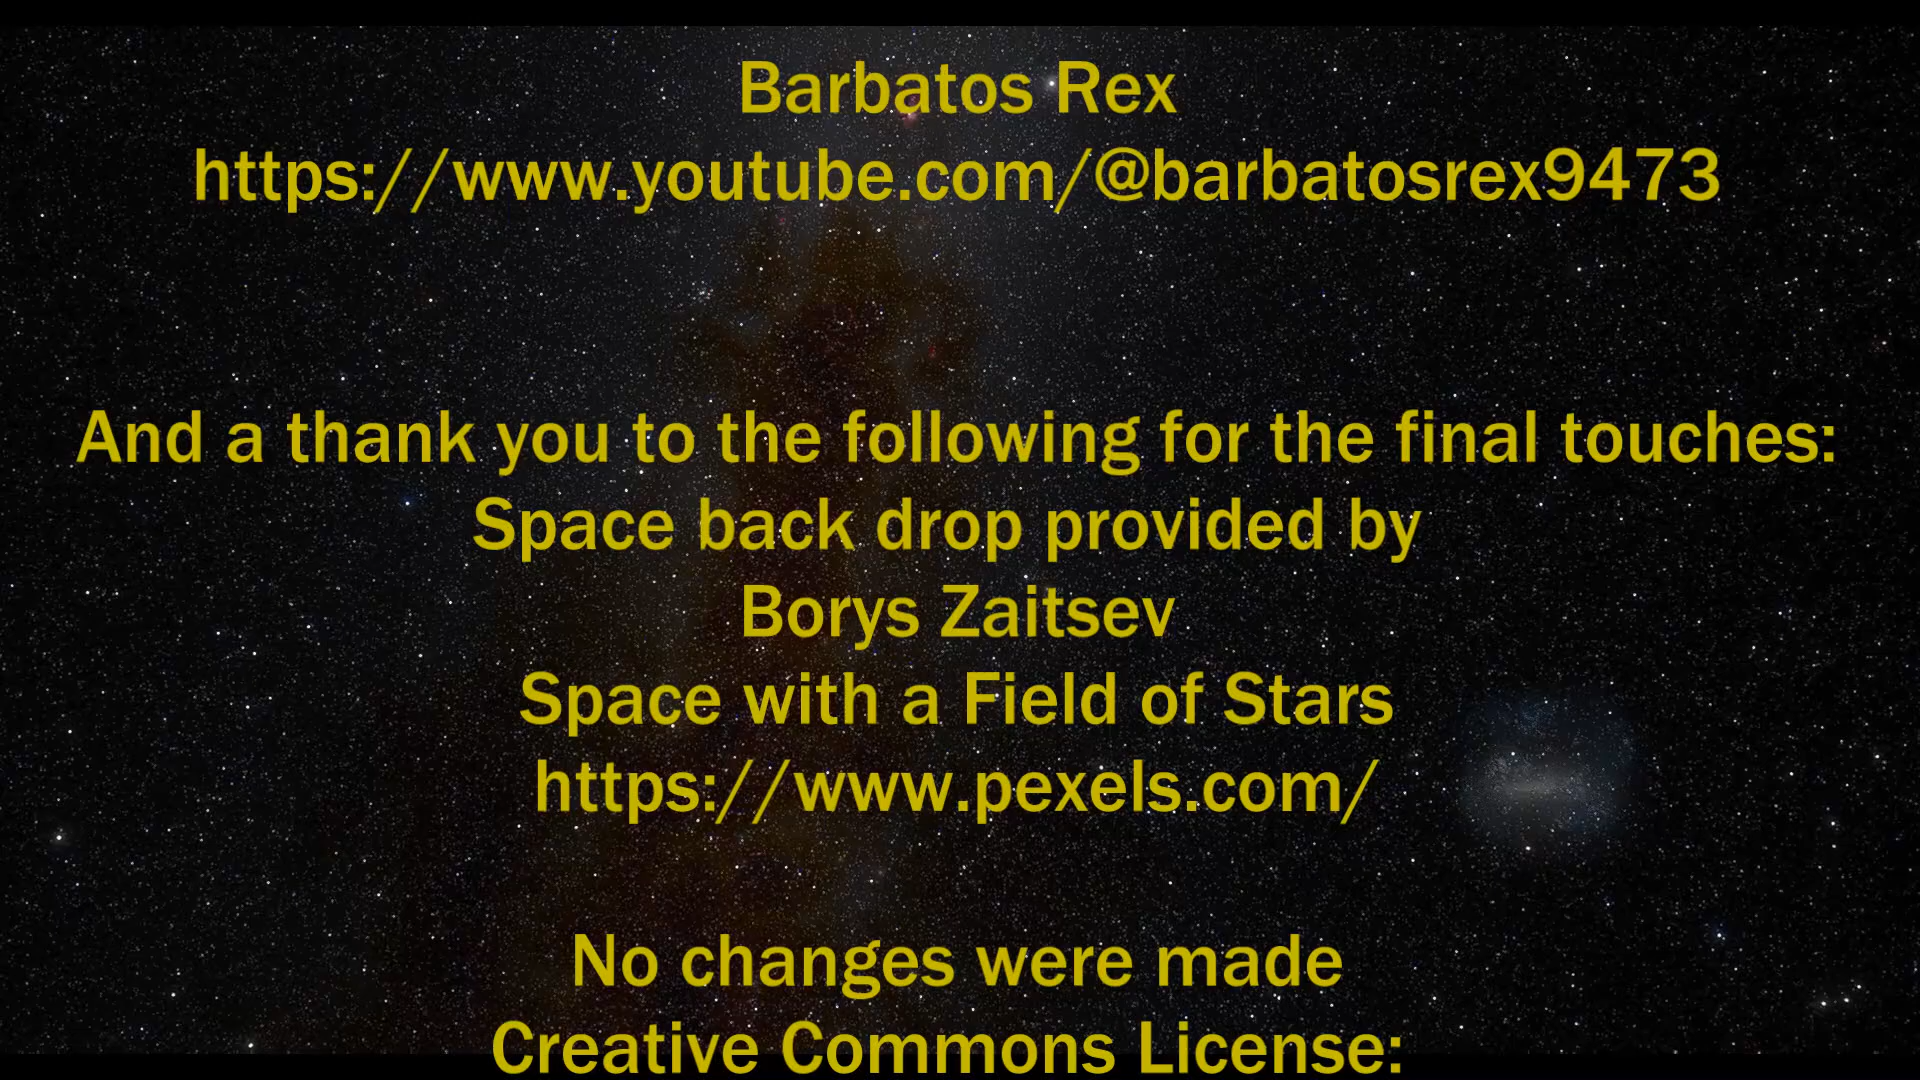 Barbatos Rex
https://www.youtube.com/@barbatosrex9473
And a thank you to the following for the final touches:
Space back drop provided by
Borys Zaitsev
Space with a Field of Stars
https://www.pexels.com/
No changes were made
Creative Commons License: